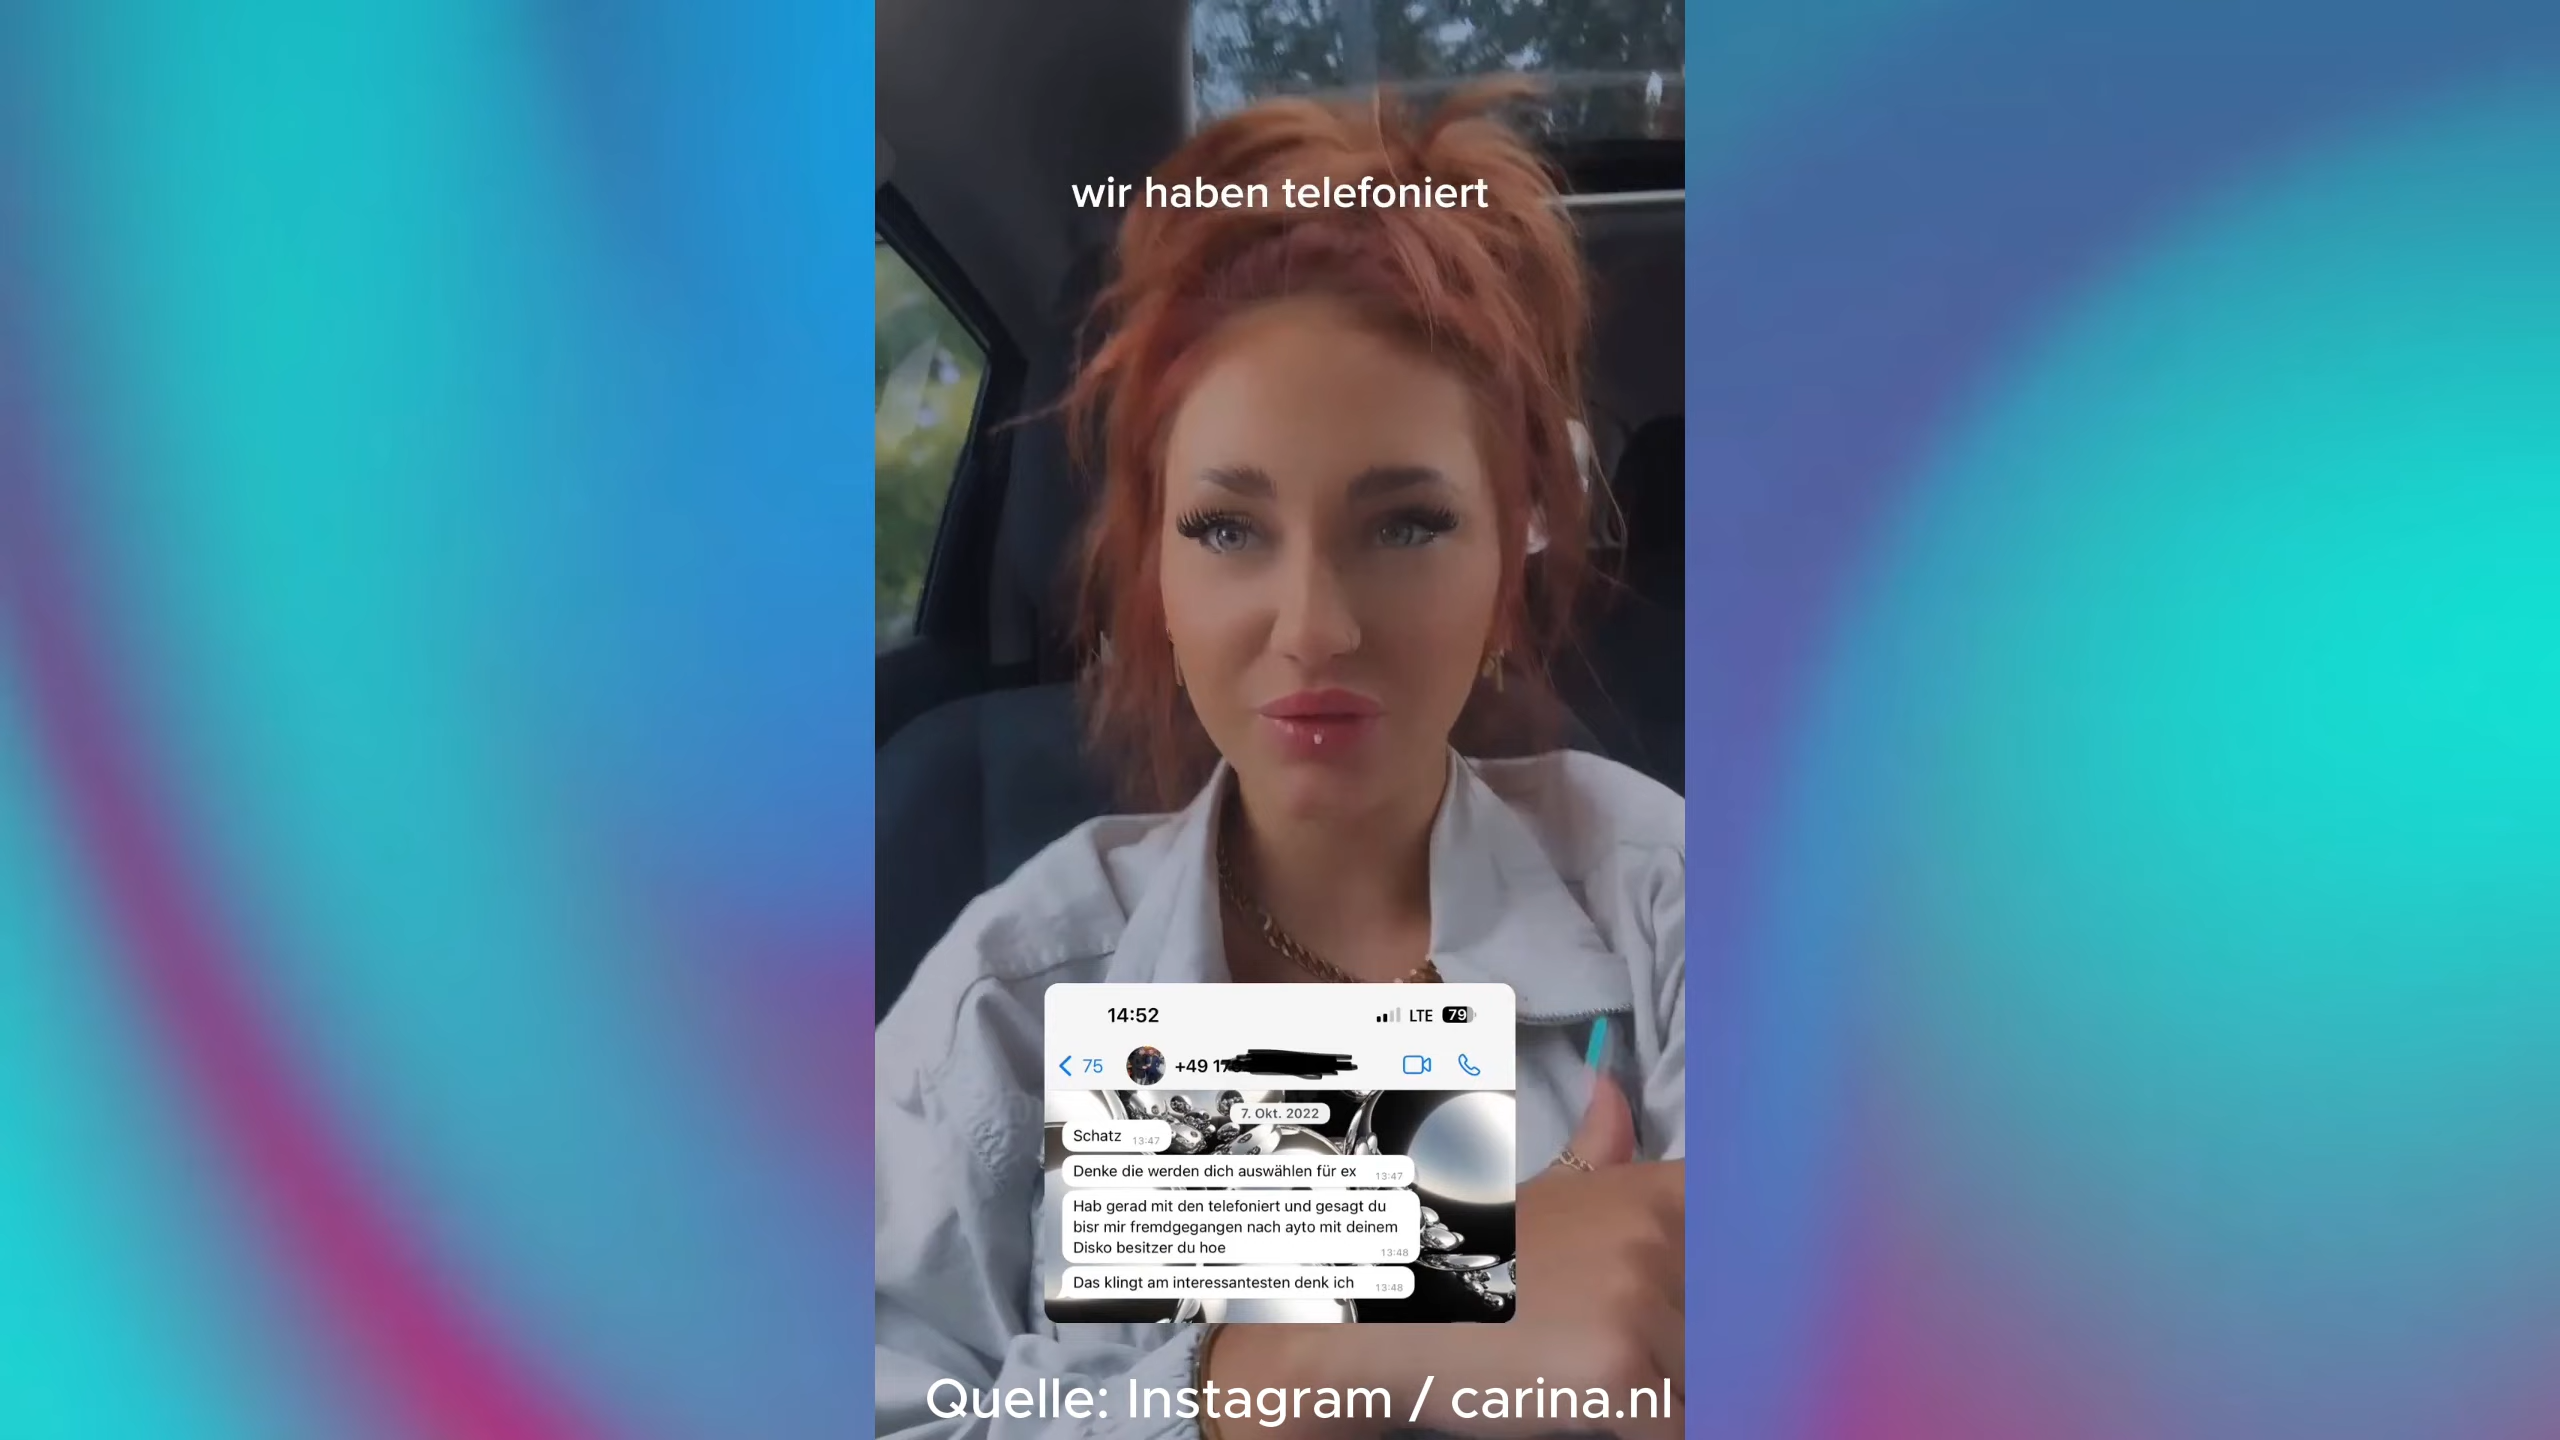 wir haben telefoniert
14:52
LTE 79
75
+49 17
7. Okt. 2022
Schatz 13:47
Denke die werden dich auswählen für ex 13:47
Hab gerad mit den telefoniert und gesagt du
bisr mir fremdgegangen nach ayto mit deinem
Disko besitzer du hoe 13:48
Das klingt am interessantesten denk ich 13:48
Quelle: Instagram / carina.nl